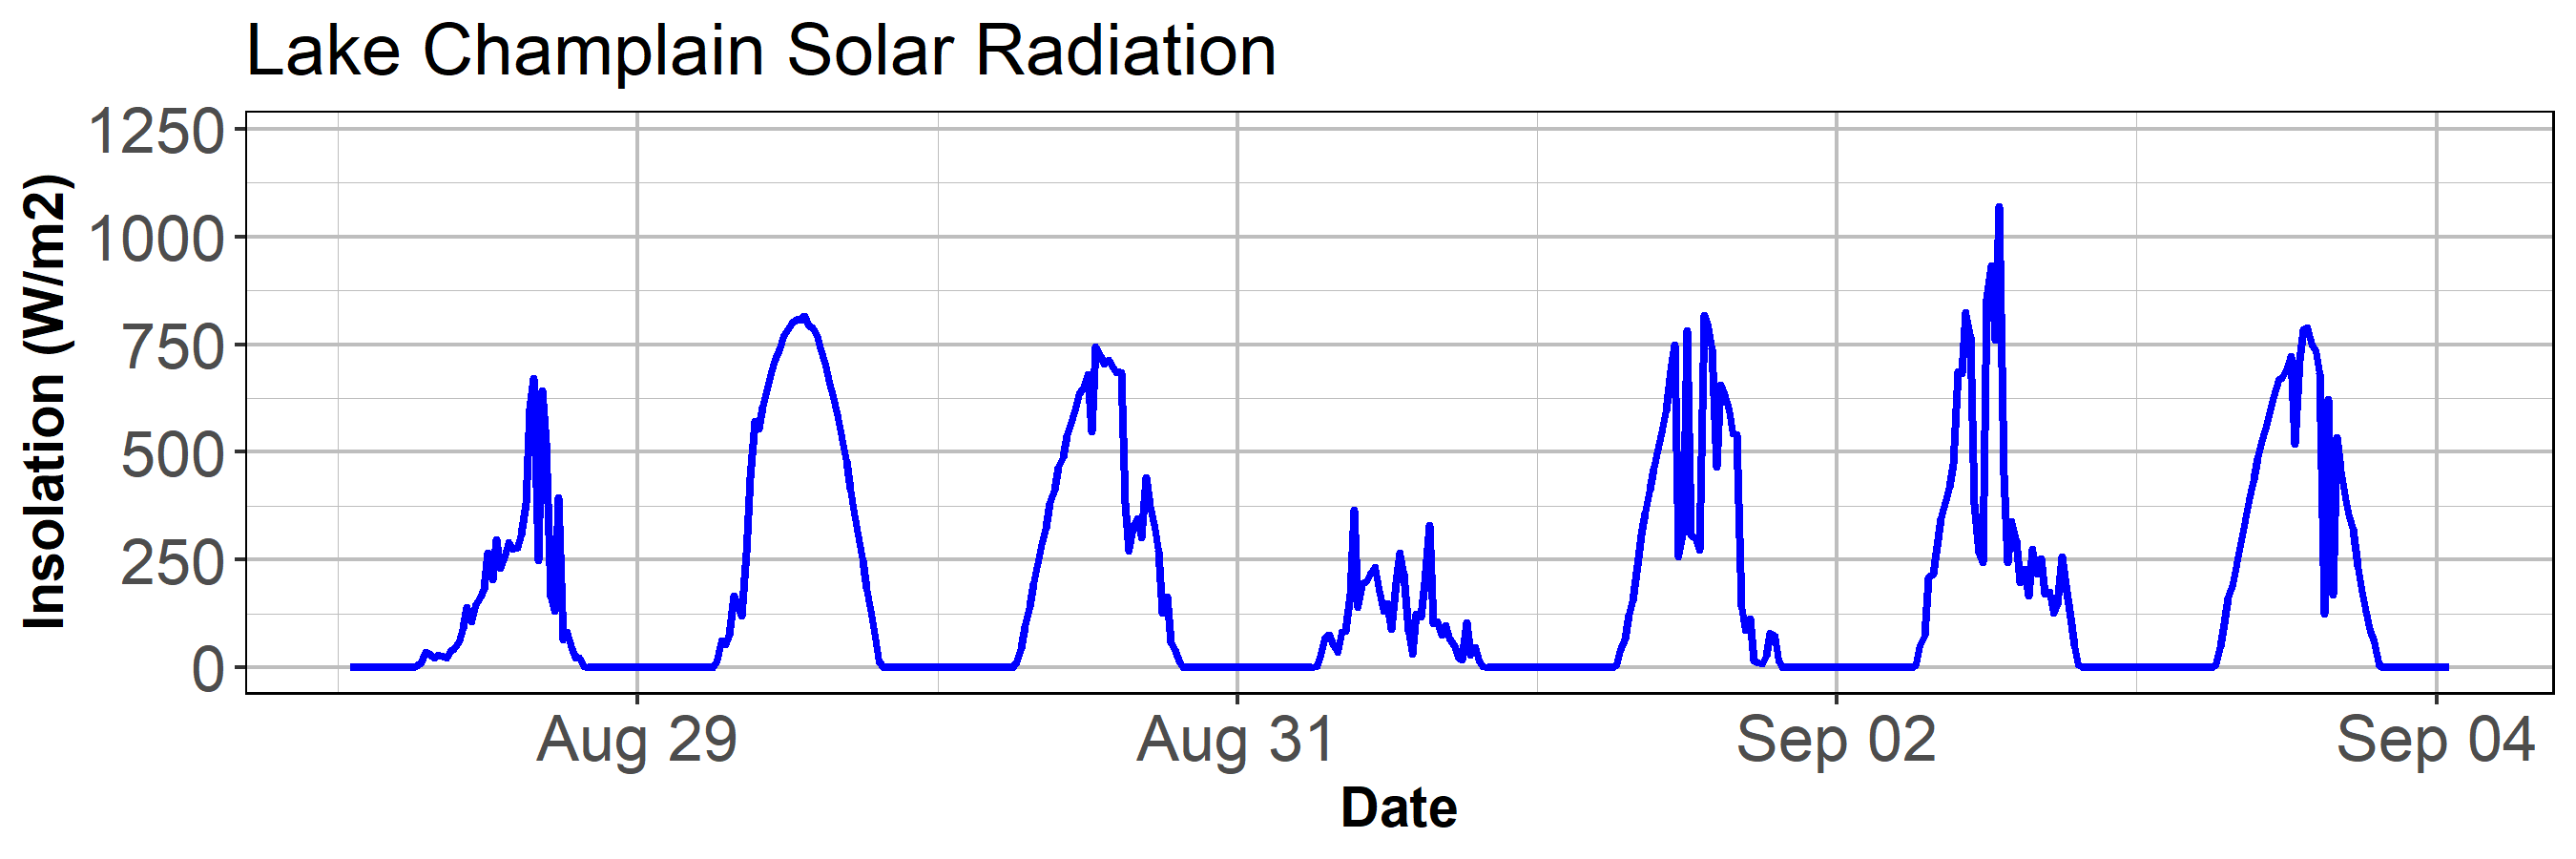 Lake Champlain Solar Radiation
Insolation (W/m2)
1250
1000
750
500
250
0
Aug 29 Aug 31 Sep 02 Sep 04
Date